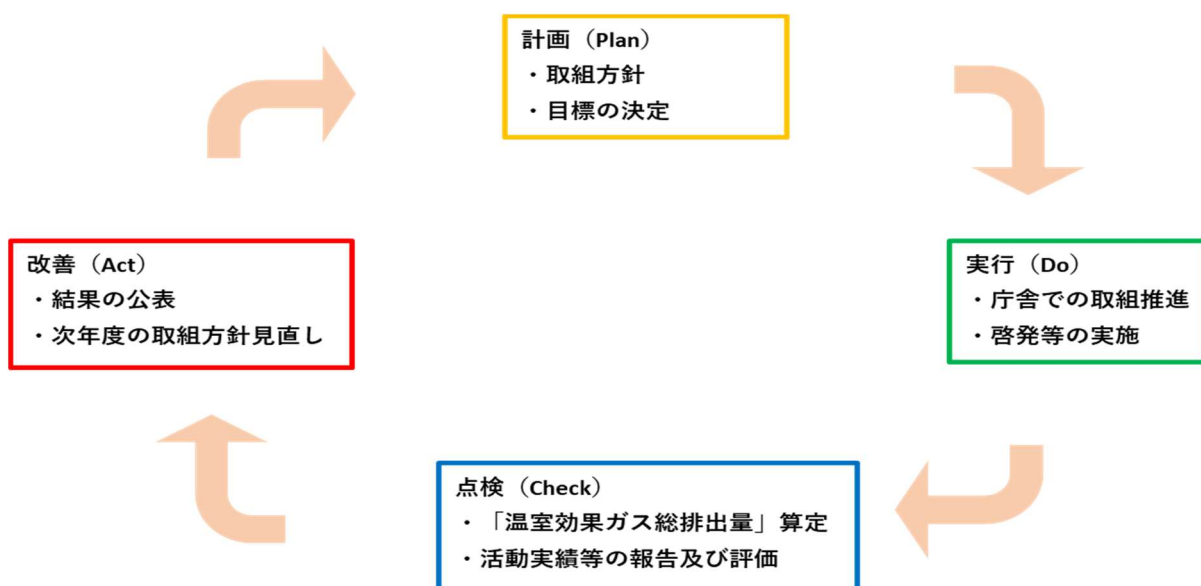 計画（Plan）
・取組方針
・目標の決定
実行（Do）
・庁舎での取組推進
・啓発等の実施
点検（Check）
・「温室効果ガス総排出量」算定
・活動実績等の報告及び評価
改善（Act）
・結果の公表
・次年度の取組方針見直し